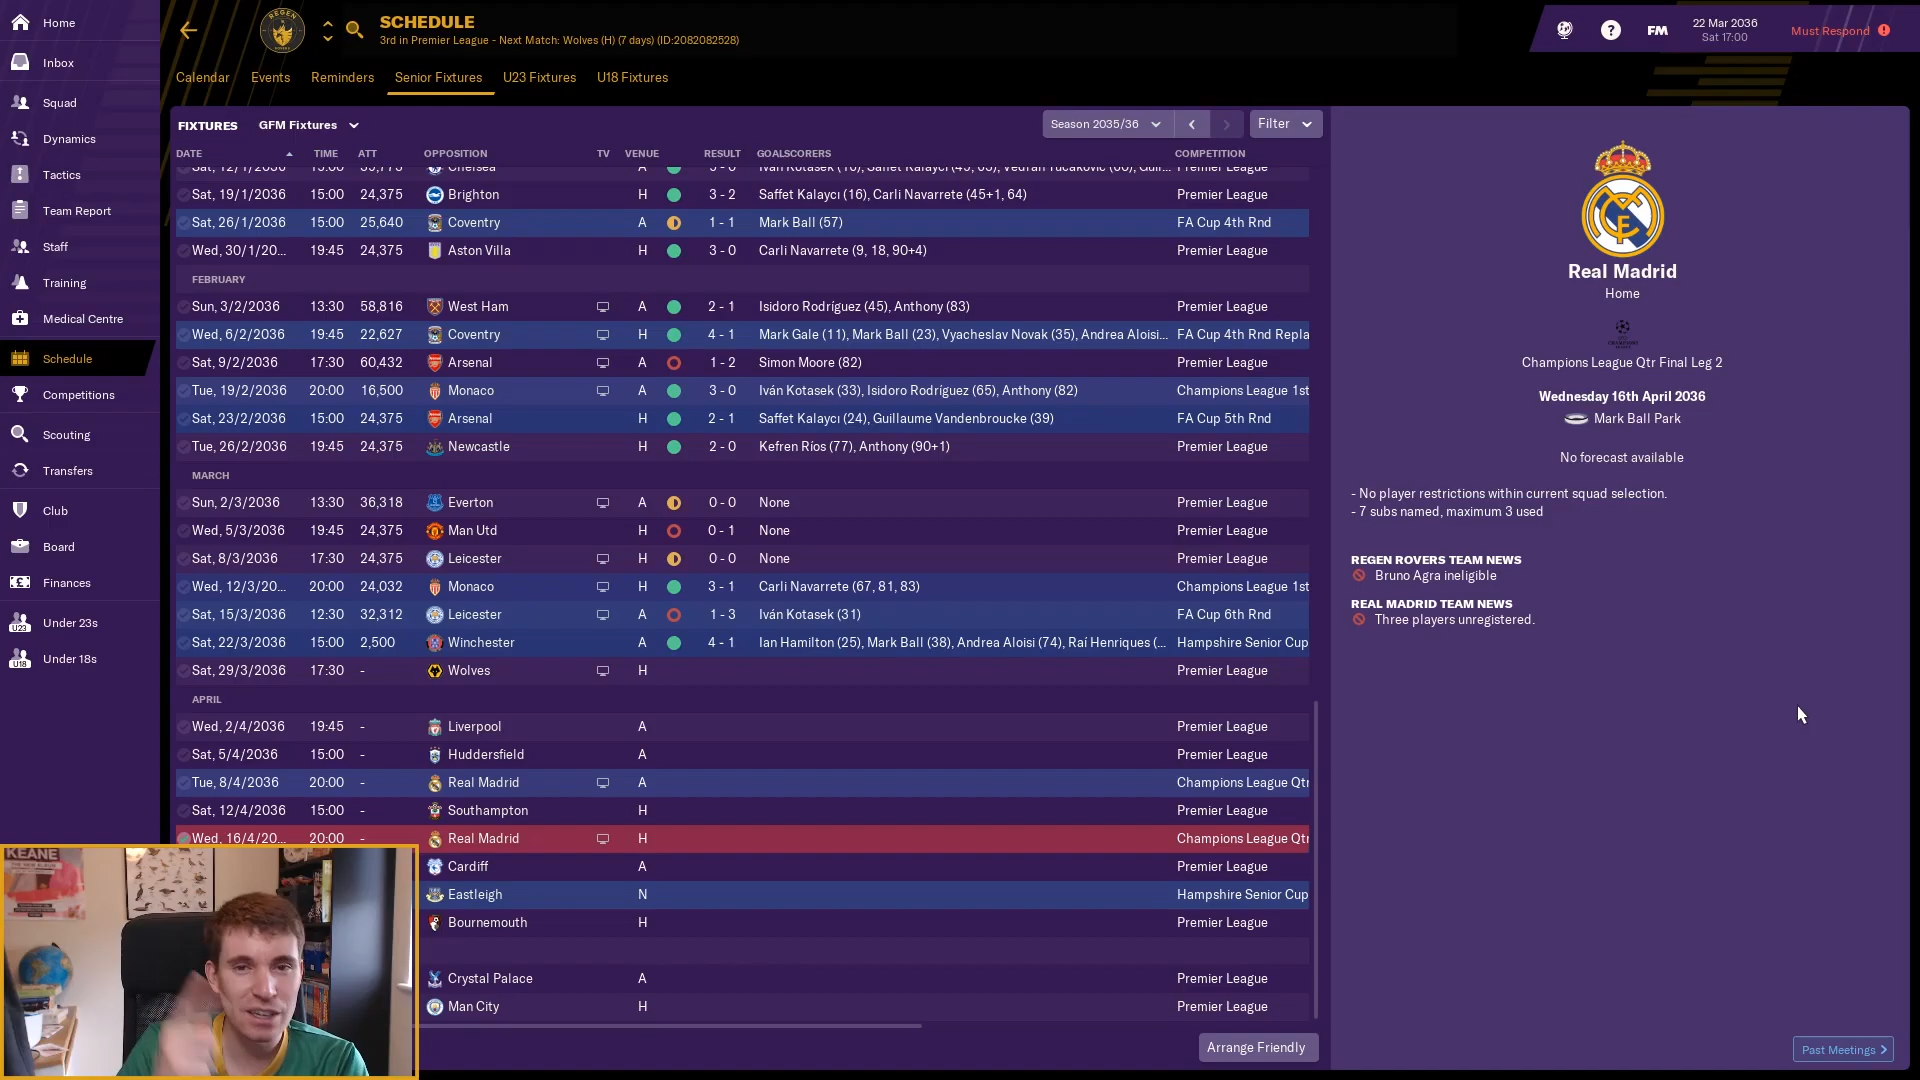 Home
Inbox
Squad
Dynamics
Tactics
Team Report
Staff
Training
Medical Centre
Schedule
Competitions
Scouting
Transfers
Club
Board
Finances
U23 Under 23s
U18 Under 18s
SCHEDULE
3rd in Premier League - Next Match: Wolves (H) (7 days) (ID:2082082528)
FM
22 Mar 2036
Sat 17:00
Must Respond
Calendar Events Reminders Senior Fixtures U23 Fixtures U18 Fixtures
FIXTURES GFM Fixtures Season 2035/36 Filter
DATE TIME ATT OPPOSITION TV VENUE RESULT GOALSCORERS COMPETITION
Sat, 19/1/2036 15:00 24,375 Brighton H 3 - 2 Saffet Kalaycı (16), Carli Navarrete (45+1, 64) Premier League
Sat, 26/1/2036 15:00 25,640 Coventry A 1 - 1 Mark Ball (57) FA Cup 4th Rnd
Wed, 30/1/20... 19:45 24,375 Aston Villa H 3 - 0 Carli Navarrete (9, 18, 90+4) Premier League
FEBRUARY
Sun, 3/2/2036 13:30 58,816 West Ham A 2 - 1 Isidoro Rodríguez (45), Anthony (83) Premier League
Wed, 6/2/2036 19:45 22,627 Coventry H 4 - 1 Mark Gale (11), Mark Ball (23), Vyacheslav Novak (35), Andrea Aloisi... FA Cup 4th Rnd Repla
Sat, 9/2/2036 17:30 60,432 Arsenal A 1 - 2 Simon Moore (82) Premier League
Tue, 19/2/2036 20:00 16,500 Monaco A 3 - 0 Iván Kotasek (33), Isidoro Rodríguez (65), Anthony (82) Champions League 1st
Sat, 23/2/2036 15:00 24,375 Arsenal H 2 - 1 Saffet Kalaycı (24), Guillaume Vandenbroucke (39) FA Cup 5th Rnd
Tue, 26/2/2036 19:45 24,375 Newcastle H 2 - 0 Kefren Ríos (77), Anthony (90+1) Premier League
MARCH
Sun, 2/3/2036 13:30 36,318 Everton A 0 - 0 None Premier League
Wed, 5/3/2036 19:45 24,375 Man Utd H 0 - 1 None Premier League
Sat, 8/3/2036 17:30 24,375 Leicester H 0 - 0 None Premier League
Wed, 12/3/20... 20:00 24,032 Monaco H 3 - 1 Carli Navarrete (67, 81, 83) Champions League 1st
Sat, 15/3/2036 12:30 32,312 Leicester A 1 - 3 Iván Kotasek (31) FA Cup 6th Rnd
Sat, 22/3/2036 15:00 2,500 Winchester A 4 - 1 Ian Hamilton (25), Mark Ball (38), Andrea Aloisi (74), Raí Henriques (... Hampshire Senior Cup
Sat, 29/3/2036 17:30 - Wolves H Premier League
APRIL
Wed, 2/4/2036 19:45 - Liverpool A Premier League
Sat, 5/4/2036 15:00 - Huddersfield A Premier League
Tue, 8/4/2036 20:00 - Real Madrid A Champions League Qtr
Sat, 12/4/2036 15:00 - Southampton H Premier League
Wed, 16/4/20... 20:00 - Real Madrid H Champions League Qtr
Cardiff A Premier League
Eastleigh N Hampshire Senior Cup
Bournemouth H Premier League
Crystal Palace A Premier League
Man City H Premier League
Arrange Friendly
Real Madrid
Home
Champions League Qtr Final Leg 2
Wednesday 16th April 2036
Mark Ball Park
No forecast available
- No player restrictions within current squad selection.
- 7 subs named, maximum 3 used
REGEN ROVERS TEAM NEWS
Bruno Agra ineligible
REAL MADRID TEAM NEWS
Three players unregistered.
Past Meetings
KEANE